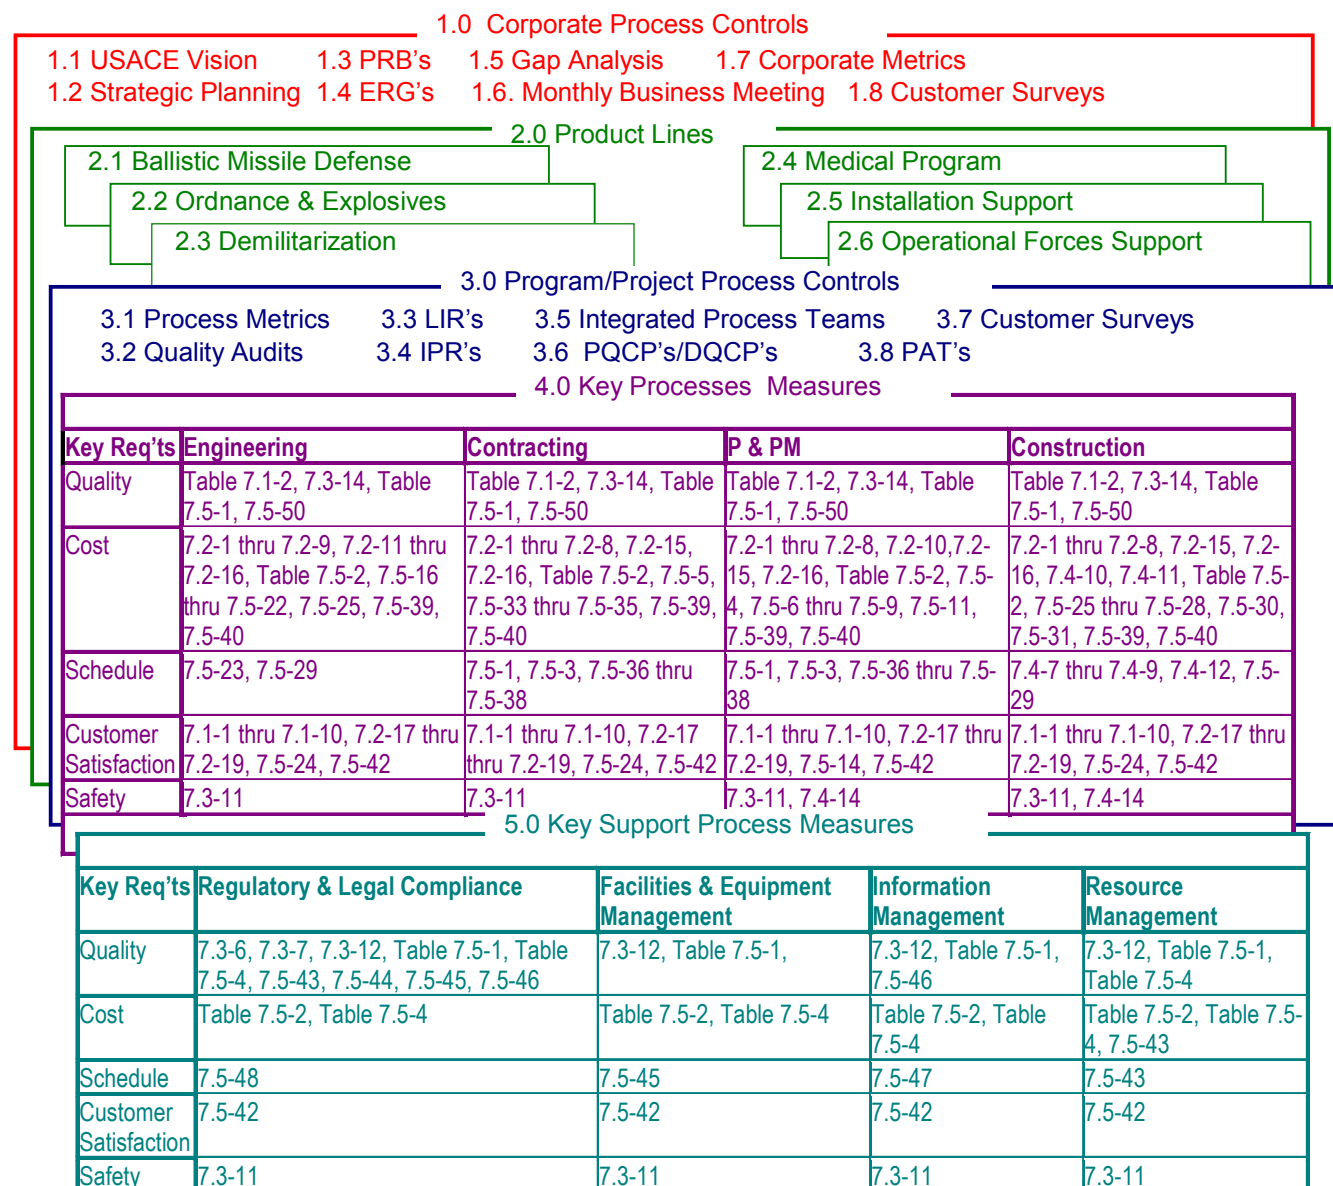 1.0 Corporate Process Controls
1.1 USACE Vision 1.3 PRB's 1.5 Gap Analysis 1.7 Corporate Metrics
1.2 Strategic Planning 1.4 ERG's 1.6. Monthly Business Meeting 1.8 Customer Surveys
2.0 Product Lines
2.1 Ballistic Missile Defense 2.4 Medical Program
2.2 Ordnance & Explosives 2.5 Installation Support
2.3 Demilitarization 2.6 Operational Forces Support
3.0 Program/Project Process Controls
3.1 Process Metrics 3.3 LIR's 3.5 Integrated Process Teams 3.7 Customer Surveys
3.2 Quality Audits 3.4 IPR's 3.6 PQCP's/DQCP's 3.8 PAT's
4.0 Key Processes Measures
Key Req'ts Engineering Contracting P & PM Construction
Quality Table 7.1-2, 7.3-14, Table Table 7.1-2, 7.3-14, Table Table 7.1-2, 7.3-14, Table Table 7.1-2, 7.3-14, Table
7.5-1, 7.5-50 7.5-1, 7.5-50 7.5-1, 7.5-50 7.5-1, 7.5-50
Cost 7.2-1 thru 7.2-9, 7.2-11 thru 7.2-1 thru 7.2-8, 7.2-15, 7.2-1 thru 7.2-8, 7.2-10,7.2- 7.2-1 thru 7.2-8, 7.2-15, 7.2-
7.2-16, Table 7.5-2, 7.5-16 7.2-16, Table 7.5-2, 7.5-5, 15, 7.2-16, Table 7.5-2, 7.5- 16, 7.4-10, 7.4-11, Table 7.5-
thru 7.5-22, 7.5-25, 7.5-39, 7.5-33 thru 7.5-35, 7.5-39, 4, 7.5-6 thru 7.5-9, 7.5-11, 2, 7.5-25 thru 7.5-28, 7.5-30,
7.5-40 7.5-40 7.5-39, 7.5-40 7.5-31, 7.5-39, 7.5-40
Schedule 7.5-23, 7.5-29 7.5-1, 7.5-3, 7.5-36 thru 7.5-1, 7.5-3, 7.5-36 thru 7.5- 7.4-7 thru 7.4-9, 7.4-12, 7.5-
7.5-38 38 29
Customer 7.1-1 thru 7.1-10, 7.2-17 thru 7.1-1 thru 7.1-10, 7.2-17 7.1-1 thru 7.1-10, 7.2-17 thru 7.1-1 thru 7.1-10, 7.2-17 thru
Satisfaction 7.2-19, 7.5-24, 7.5-42 thru 7.2-19, 7.5-24, 7.5-42 7.2-19, 7.5-14, 7.5-42 7.2-19, 7.5-24, 7.5-42
Safety 7.3-11 7.3-11 7.3-11, 7.4-14 7.3-11, 7.4-14
5.0 Key Support Process Measures
Key Req'ts Regulatory & Legal Compliance Facilities & Equipment Information Resource
Management Management Management
Quality 7.3-6, 7.3-7, 7.3-12, Table 7.5-1, Table 7.3-12, Table 7.5-1, 7.3-12, Table 7.5-1, 7.3-12, Table 7.5-1,
7.5-4, 7.5-43, 7.5-44, 7.5-45, 7.5-46 7.5-46 Table 7.5-4
Cost Table 7.5-2, Table 7.5-4 Table 7.5-2, Table 7.5-4 Table 7.5-2, Table Table 7.5-2, Table 7.5-
7.5-4 4, 7.5-43
Schedule 7.5-48 7.5-45 7.5-47 7.5-43
Customer 7.5-42 7.5-42 7.5-42 7.5-42
Satisfaction
Safety 7.3-11 7.3-11 7.3-11 7.3-11